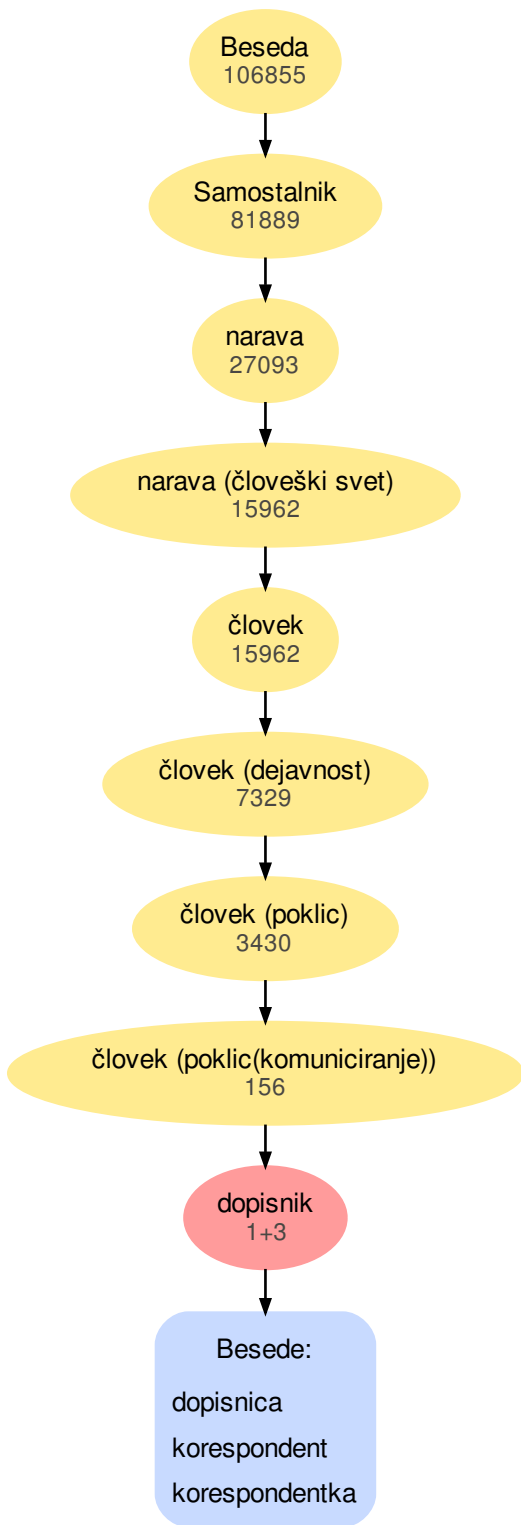 Beseda
106855
Samostalnik
81889
narava
27093
narava (človeški svet)
15962
človek
15962
človek (dejavnost)
7329
človek (poklic)
3430
človek (poklic(komuniciranje))
156
dopisnik
1+3
Besede:
dopisnica
korespondent
korespondentka